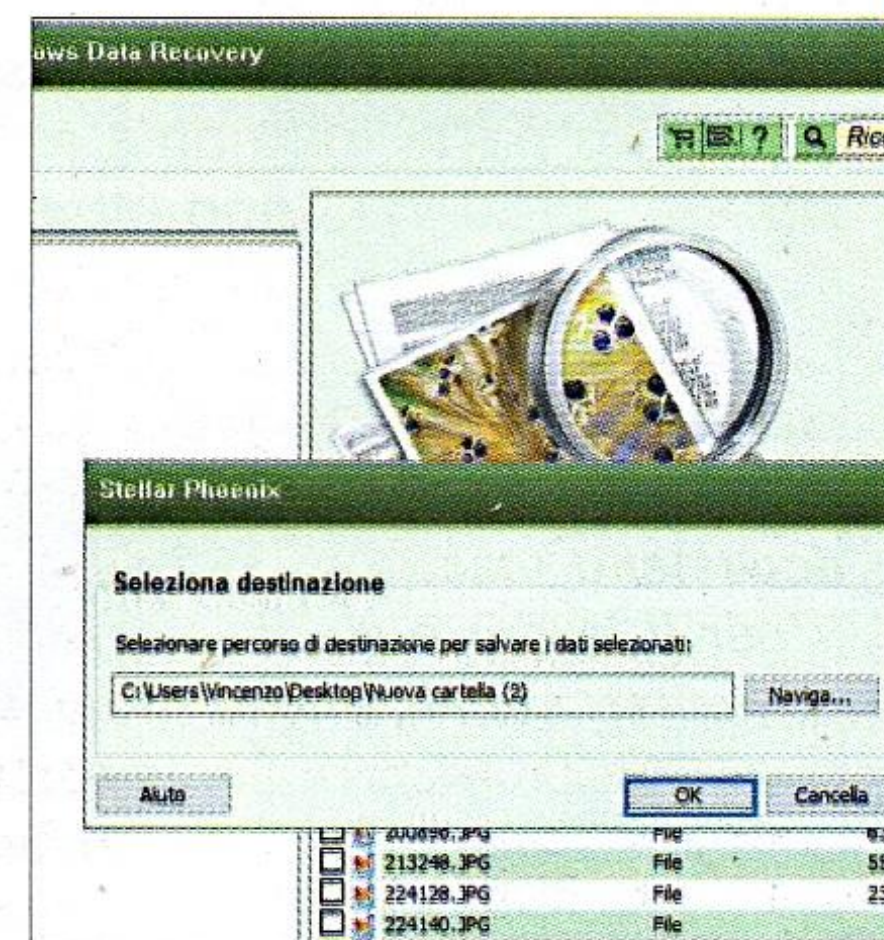 Data Recovery
?
Stellar Phoenix
Seleziona destinazione
Selezionare percorso di destinazione per salvare i dati selezionati:
C:\Users\Vincenzo\Desktop\Nuova cartella (2)
Naviga...
Aiuto
OK
Cancella
File
213248.JPG File
224128.JPG File
224140.JPG File